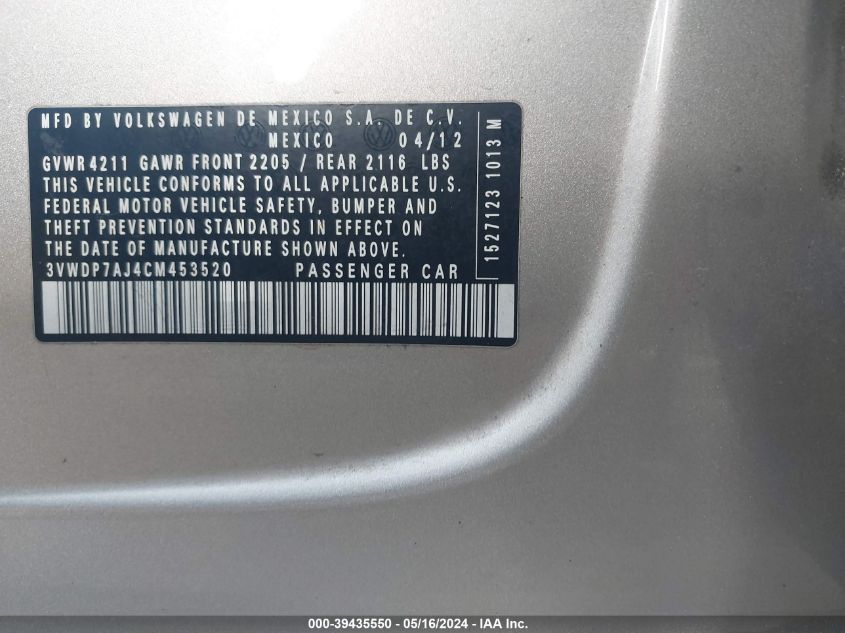 MFD BY VOLKSWAGEN DE MEXICO S.A. DE C.V.
MEXICO 04/12
GVWR 4211 GAWR FRONT 2205 / REAR 2116 LBS
THIS VEHICLE CONFORMS TO ALL APPLICABLE U.S.
FEDERAL MOTOR VEHICLE SAFETY, BUMPER AND
THEFT PREVENTION STANDARDS IN EFFECT ON
THE DATE OF MANUFACTURE SHOWN ABOVE.
3VWDP7AJ4CM453520 PASSENGER CAR
1527123 1013 M
000-39435550 - 05/16/2024 - IAA Inc.